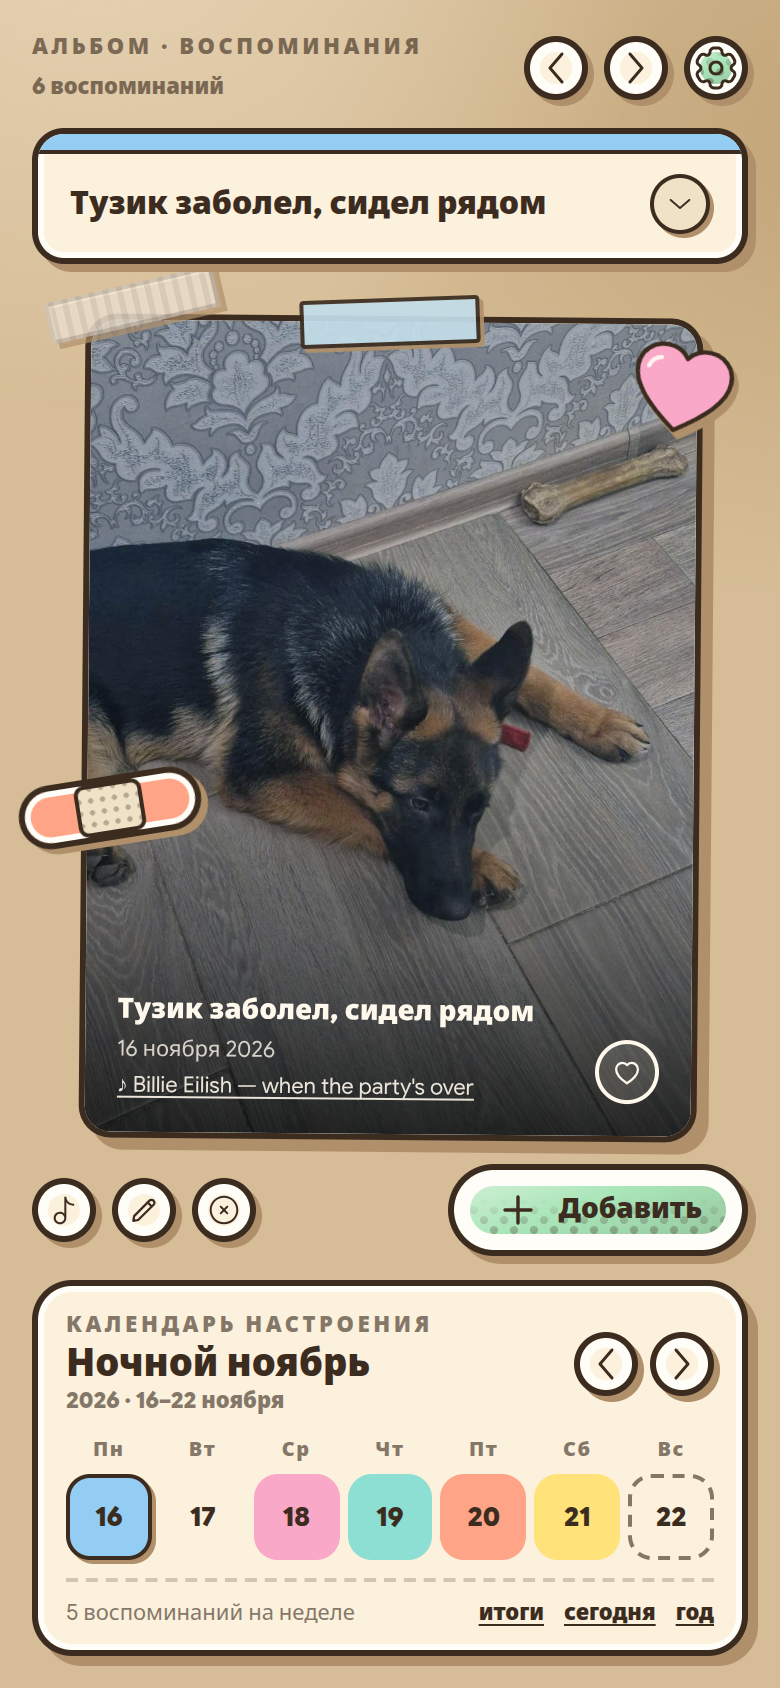 АЛЬБОМ · ВОСПОМИНАНИЯ
6 воспоминаний
Тузик заболел, сидел рядом
Тузик заболел, сидел рядом
16 ноября 2026
♪ Billie Eilish — when the party's over
Добавить
КАЛЕНДАРЬ НАСТРОЕНИЯ
Ночной ноябрь
2026 · 16–22 ноября
Пн Вт Ср Чт Пт Сб Вс
16 17 18 19 20 21 22
5 воспоминаний на неделе итоги сегодня год